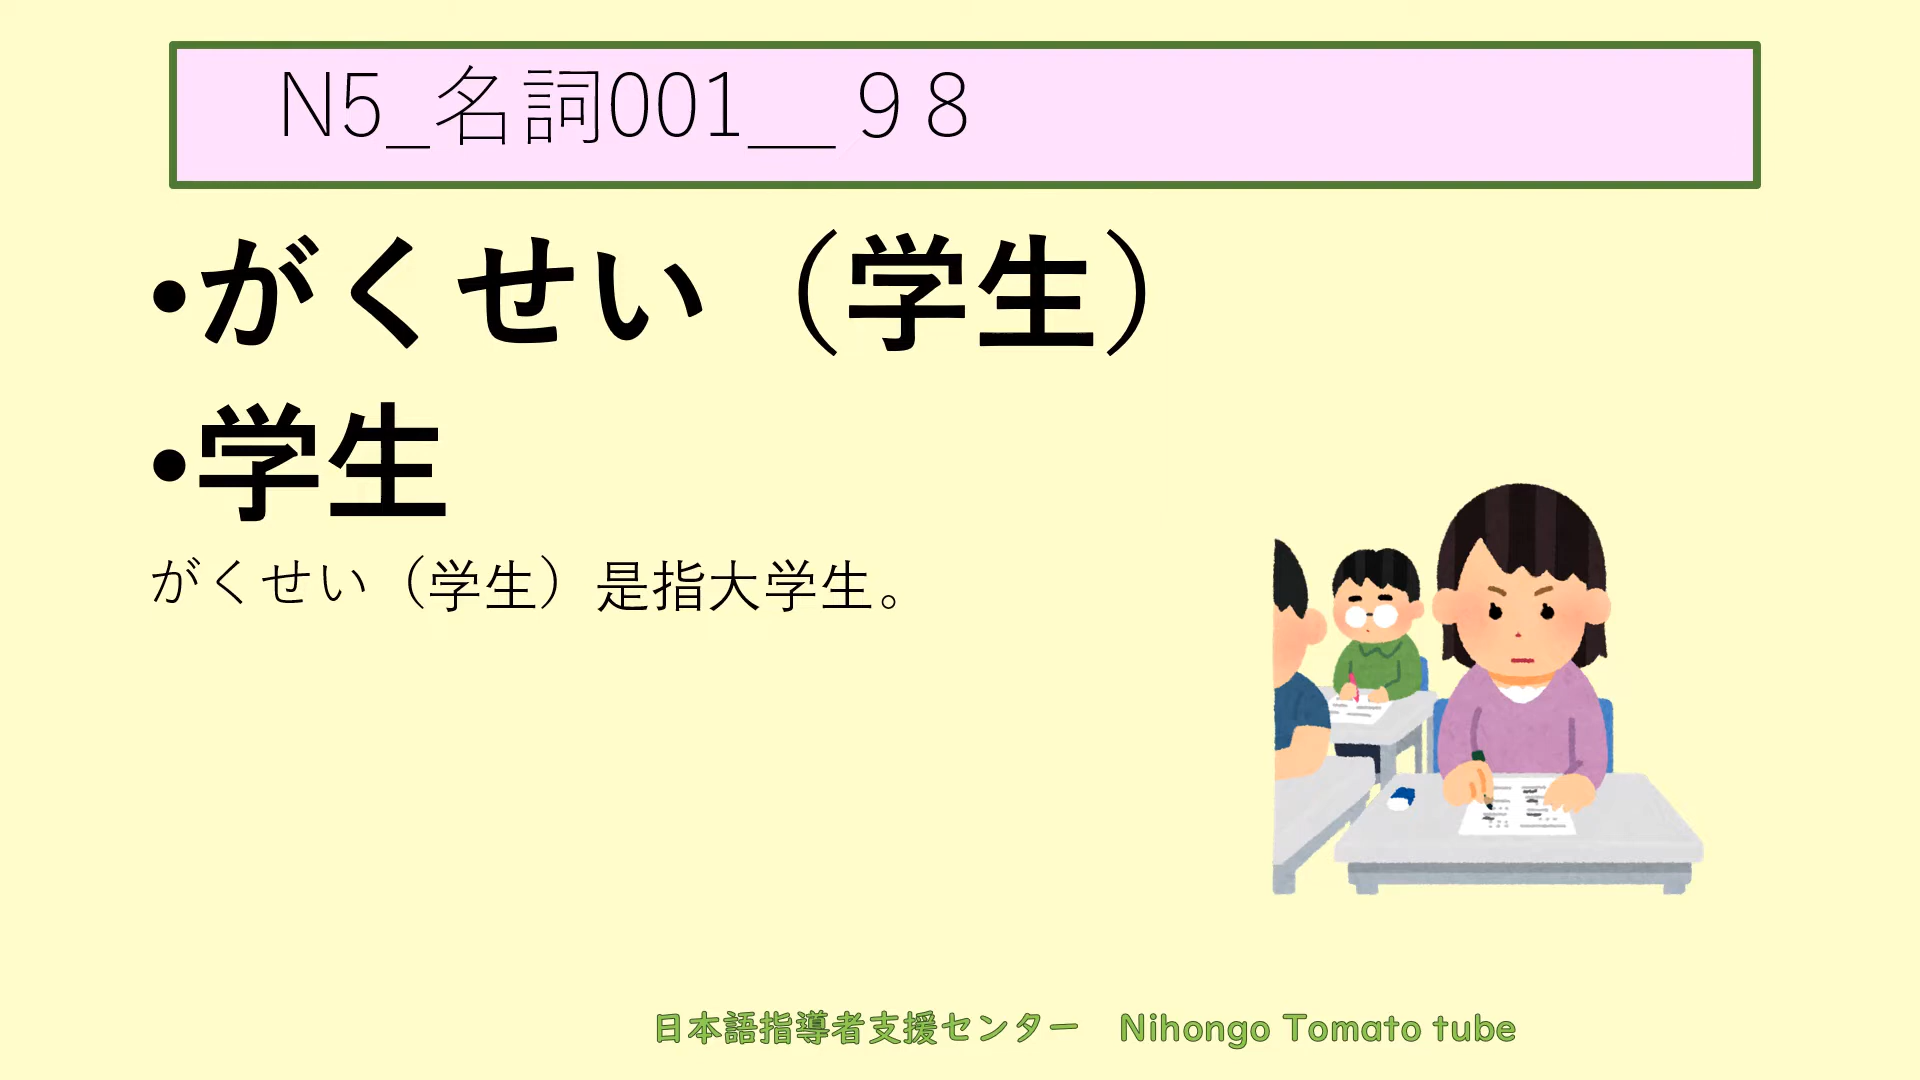 N5_名詞001__９８
•がくせい（学生）
•学生
がくせい（学生）是指大学生。
日本語指導者支援センター　Nihongo Tomato tube